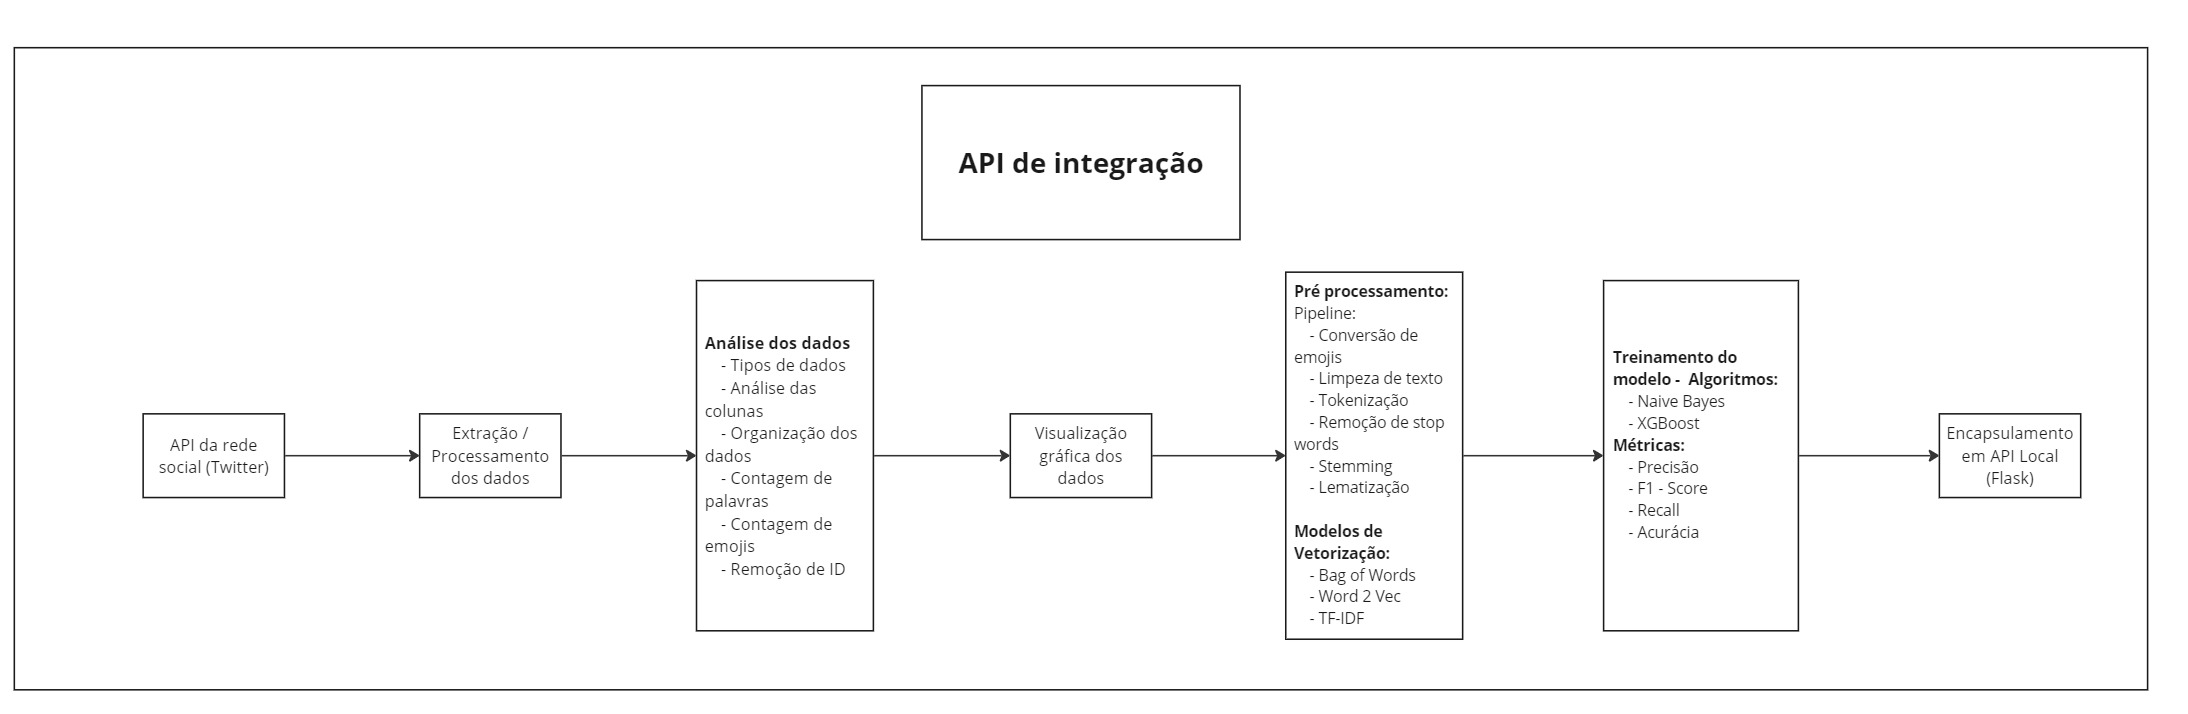 API de integração
API da rede
social (Twitter)
Extração /
Processamento
dos dados
Análise dos dados
- Tipos de dados
- Análise das
colunas
- Organização dos
dados
- Contagem de
palavras
- Contagem de
emojis
- Remoção de ID
Visualização
gráfica dos
dados
Pré processamento:
Pipeline:
- Conversão de
emojis
- Limpeza de texto
- Tokenização
- Remoção de stop
words
- Stemming
- Lematização
Modelos de
Vetorização:
- Bag of Words
- Word 2 Vec
- TF-IDF
Treinamento do
modelo -  Algoritmos:
- Naive Bayes
- XGBoost
Métricas:
- Precisão
- F1 - Score
- Recall
- Acurácia
Encapsulamento
em API Local
(Flask)